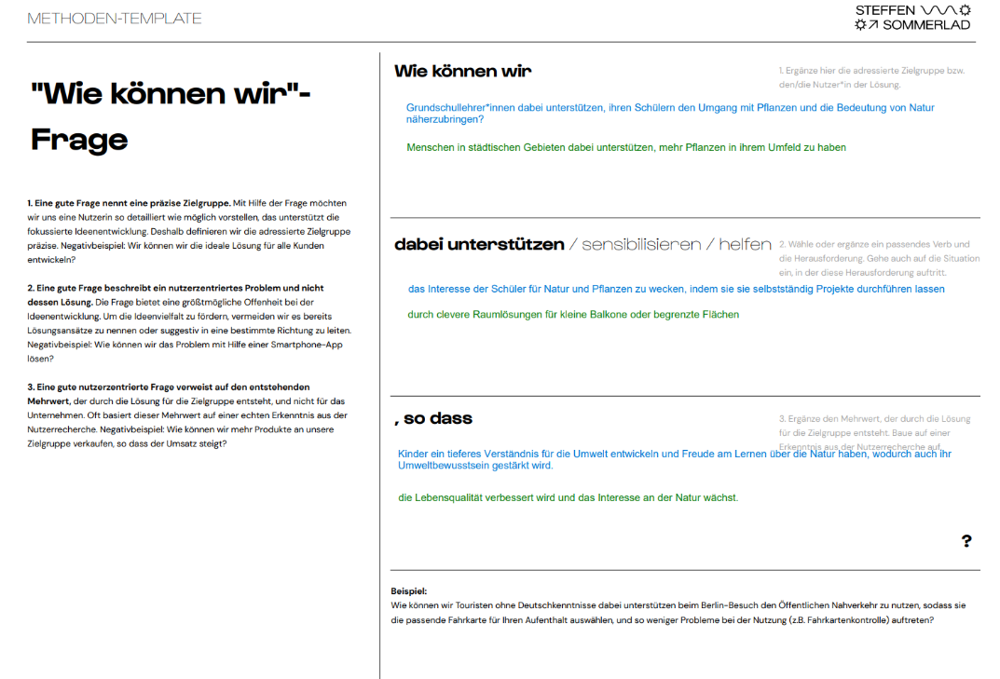 METHODEN-TEMPLATE
STEFFEN
SOMMERLAD
"Wie können wir"-
Frage
1. Eine gute Frage nennt eine präzise Zielgruppe. Mit Hilfe der Frage möchten
wir uns eine Nutzerin so detailliert wie möglich vorstellen, das unterstützt die
fokussierte Ideenentwicklung. Deshalb definieren wir die adressierte Zielgruppe
präzise. Negativbeispiel: Wir können wir die ideale Lösung für alle Kunden
entwickeln?
2. Eine gute Frage beschreibt ein nutzerzentriertes Problem und nicht
dessen Lösung. Die Frage bietet eine größtmögliche Offenheit bei der
Ideenentwicklung. Um die Ideenvielfalt zu fördern, vermeiden wir es bereits
Lösungsansätze zu nennen oder suggestiv in eine bestimmte Richtung zu leiten.
Negativbeispiel: Wie können wir das Problem mit Hilfe einer Smartphone-App
lösen?
3. Eine gute nutzerzentrierte Frage verweist auf den entstehenden
Mehrwert, der durch die Lösung für die Zielgruppe entsteht, und nicht für das
Unternehmen. Oft basiert dieser Mehrwert auf einer echten Erkenntnis aus der
Nutzerrecherche. Negativbeispiel: Wie können wir mehr Produkte an unsere
Zielgruppe verkaufen, so dass der Umsatz steigt?
Wie können wir
1. Ergänze hier die adressierte Zielgruppe bzw.
den/die Nutzer*in der Lösung.
Grundschullehrer*innen dabei unterstützen, ihren Schülern den Umgang mit Pflanzen und die Bedeutung von Natur
näherzubringen?
Menschen in städtischen Gebieten dabei unterstützen, mehr Pflanzen in ihrem Umfeld zu haben
dabei unterstützen / sensibilisieren / helfen
2. Wähle oder ergänze ein passendes Verb und
die Herausforderung. Gehe auch auf die Situation
ein, in der diese Herausforderung auftritt.
das Interesse der Schüler für Natur und Pflanzen zu wecken, indem sie sie selbstständig Projekte durchführen lassen
durch clevere Raumlösungen für kleine Balkone oder begrenzte Flächen
, so dass
3. Ergänze den Mehrwert, der durch die Lösung
für die Zielgruppe entsteht. Baue auf einer
Erkenntnis aus der Nutzerrecherche auf.
Kinder ein tieferes Verständnis für die Umwelt entwickeln und Freude am Lernen über die Natur haben, wodurch auch ihr
Umweltbewusstsein gestärkt wird.
die Lebensqualität verbessert wird und das Interesse an der Natur wächst.
?
Beispiel:
Wie können wir Touristen ohne Deutschkenntnisse dabei unterstützen beim Berlin-Besuch den Öffentlichen Nahverkehr zu nutzen, sodass sie
die passende Fahrkarte für Ihren Aufenthalt auswählen, und so weniger Probleme bei der Nutzung (z.B. Fahrkartenkontrolle) auftreten?